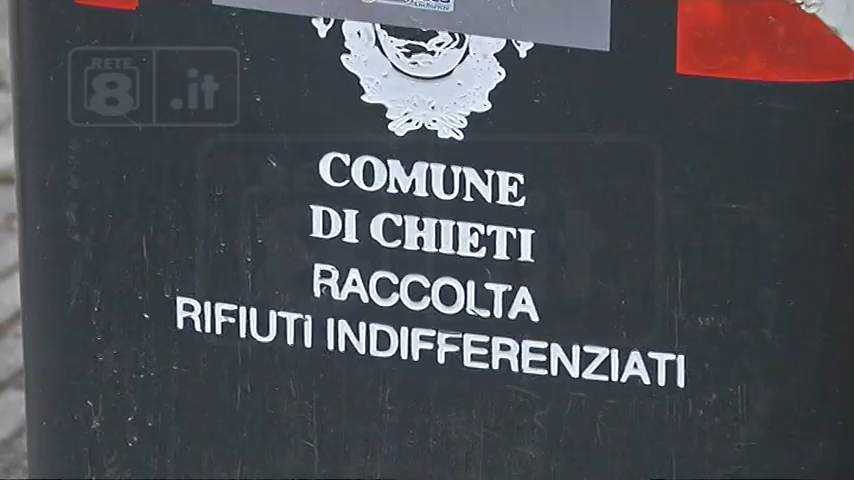 RETE
8 .it
COMUNE
DI CHIETI
RACCOLTA
RIFIUTI INDIFFERENZIATI